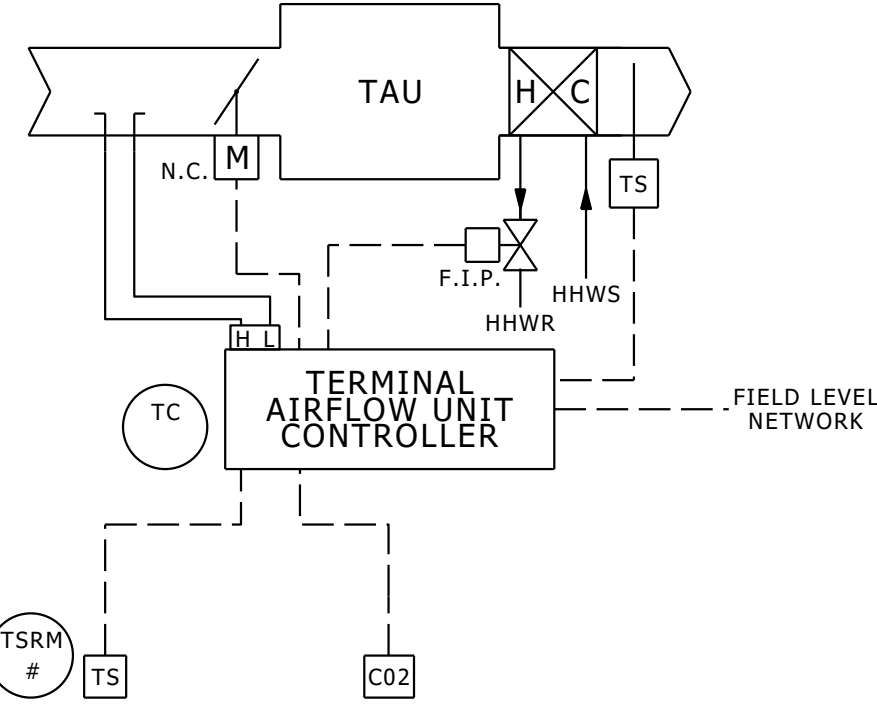 TAU
H C
M
N.C.
TS
F.I.P.
HHWS
HHWR
H L
TERMINAL
AIRFLOW UNIT
CONTROLLER
TC
FIELD LEVEL
NETWORK
TSRM
#
TS
C02